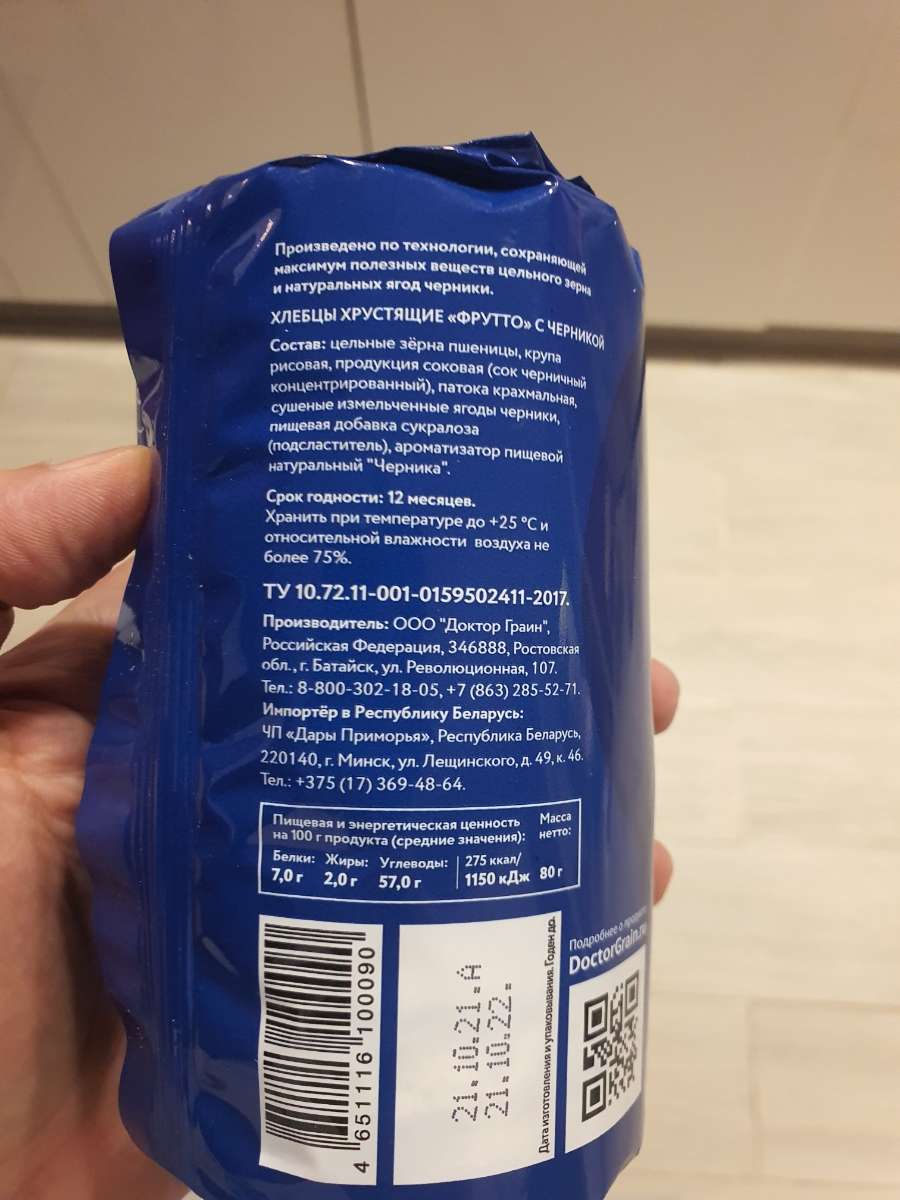 Произведено по технологии, сохраняющей
максимум полезных веществ цельного зерна
и натуральных ягод черники.
ХЛЕБЦЫ ХРУСТЯЩИЕ «ФРУТТО» С ЧЕРНИКОЙ
Состав: цельные зёрна пшеницы, крупа
рисовая, продукция соковая (сок черничный
концентрированный), патока крахмальная,
сушеные измельченные ягоды черники,
пищевая добавка сукралоза
(подсластитель), ароматизатор пищевой
натуральный "Черника".
Срок годности: 12 месяцев.
Хранить при температуре до +25 °С и
относительной влажности воздуха не
более 75%.
ТУ 10.72.11-001-0159502411-2017.
Производитель: ООО "Доктор Граин",
Российская Федерация, 346888, Ростовская
обл., г. Батайск, ул. Революционная, 107.
Тел.: 8-800-302-18-05, +7 (863) 285-52-71.
Импортёр в Республику Беларусь:
ЧП «Дары Приморья», Республика Беларусь,
220140, г. Минск, ул. Лещинского, д. 49, к. 46.
Тел.: +375 (17) 369-48-64.
Пищевая и энергетическая ценность
на 100 г продукта (средние значения):
Масса
нетто:
Белки: Жиры: Углеводы: 275 ккал/
7,0 г 2,0 г 57,0 г 1150 кДж 80 г
4 651116 100090
21.10.21.А
21.10.22.
Дата изготовления и упаковывания. Годен до.
Подробнее о продукте
DoctorGrain.ru